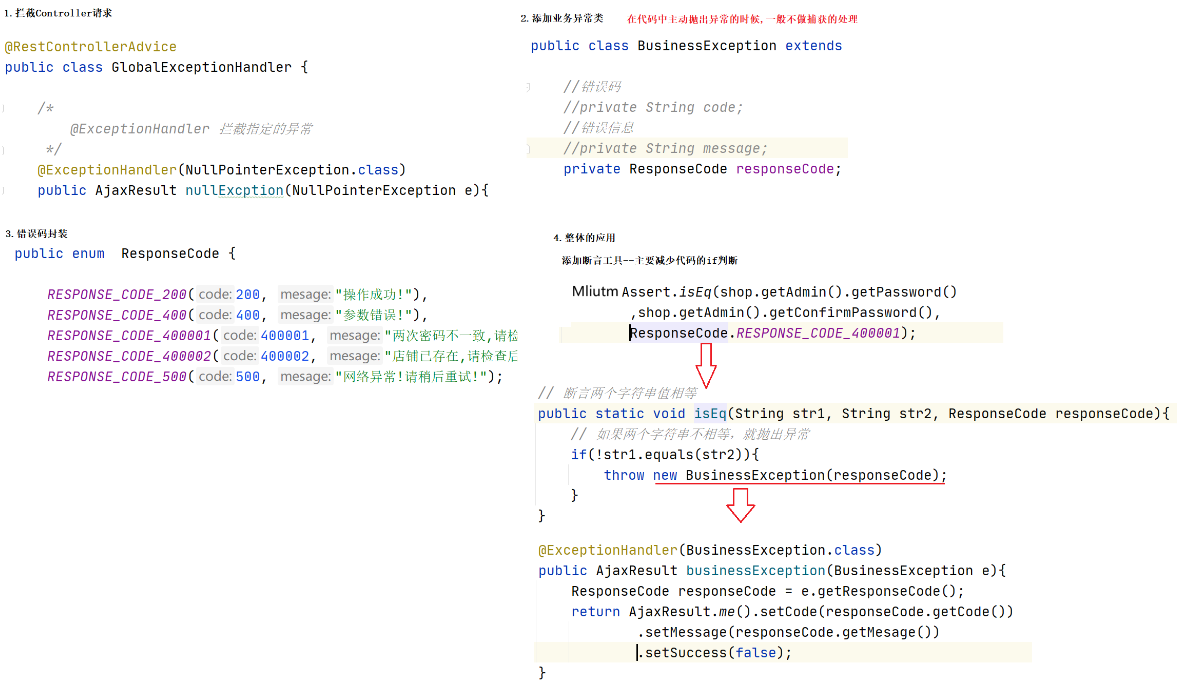 1.拦截Controller请求
@RestControllerAdvice
public class GlobalExceptionHandler {
/*
@ExceptionHandler 拦截指定的异常
*/
@ExceptionHandler(NullPointerException.class)
public AjaxResult nullExcption(NullPointerException e){
2.添加业务异常类 在代码中主动抛出异常的时候,一般不做捕获的处理
public class BusinessException extends
//错误码
//private String code;
//错误信息
//private String message;
private ResponseCode responseCode;
3.错误码封装
public enum ResponseCode {
RESPONSE_CODE_200( code: 200, mesage: "操作成功!"),
RESPONSE_CODE_400( code: 400, mesage: "参数错误!"),
RESPONSE_CODE_400001( code: 400001, mesage: "两次密码不一致,请检
RESPONSE_CODE_400002( code: 400002, mesage: "店铺已存在,请检查后
RESPONSE_CODE_500( code: 500, mesage: "网络异常!请稍后重试!");
4.整体的应用
添加断言工具--主要减少代码的if判断
Mliutm Assert.isEq(shop.getAdmin().getPassword()
,shop.getAdmin().getConfirmPassword(),
ResponseCode.RESPONSE_CODE_400001);
// 断言两个字符串值相等
public static void isEq(String str1, String str2, ResponseCode responseCode){
// 如果两个字符串不相等，就抛出异常
if(!str1.equals(str2)){
throw new BusinessException(responseCode);
}
}
@ExceptionHandler(BusinessException.class)
public AjaxResult businessException(BusinessException e){
ResponseCode responseCode = e.getResponseCode();
return AjaxResult.me().setCode(responseCode.getCode())
.setMessage(responseCode.getMesage())
.setSuccess(false);
}